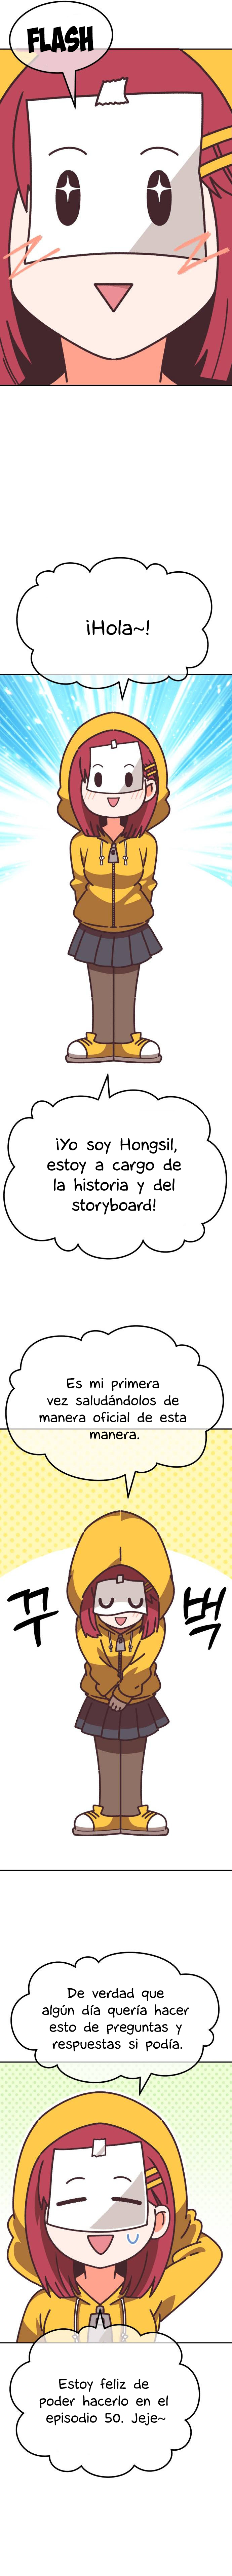 FLASH
¡Hola~!
¡Yo soy Hongsil,
estoy a cargo de
la historia y del
storyboard!
Es mi primera
vez saludándolos de
manera oficial de esta
manera.
꾸 벅
De verdad que
algún día quería hacer
esto de preguntas y
respuestas si podía.
Estoy feliz de
poder hacerlo en el
episodio 50. Jeje~